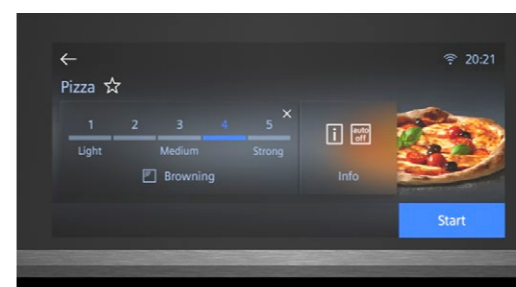 20:21
Pizza
1 2 3 4 5
Light Medium Strong
Browning
i auto off
Info
Start